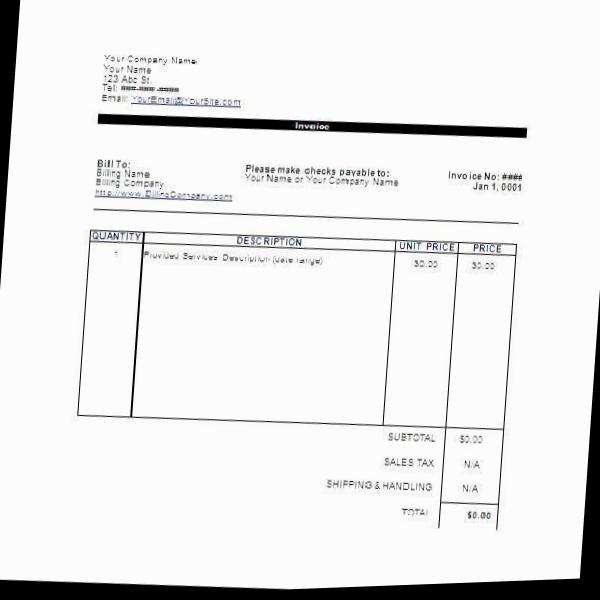 Your Company Name
Your Name
123 Abc St.
Tel: ###-###-####
Email: YourEmail@YourSite.com
Invoice
Bill To:
Billing Name
Billing Company
http://www.BillingCompany.com
Please make checks payable to:
Your Name or Your Company Name
Invoice No: ####
Jan 1, 0001
QUANTITY DESCRIPTION UNIT PRICE PRICE
1 Provided Services: Description (date range) $0.00 $0.00
SUBTOTAL $0.00
SALES TAX N/A
SHIPPING & HANDLING N/A
TOTAL $0.00